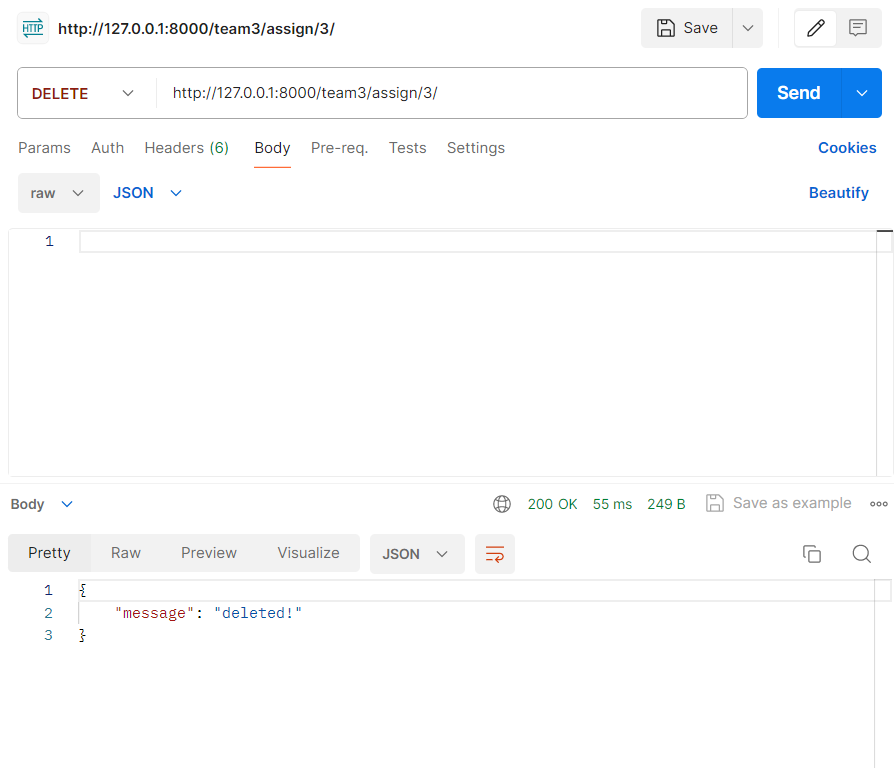 HTTP http://127.0.0.1:8000/team3/assign/3/ Save
DELETE http://127.0.0.1:8000/team3/assign/3/ Send
Params Auth Headers (6) Body Pre-req. Tests Settings Cookies
raw JSON Beautify
1
Body 200 OK 55 ms 249 B Save as example
Pretty Raw Preview Visualize JSON
1 {
2 "message": "deleted!"
3 }